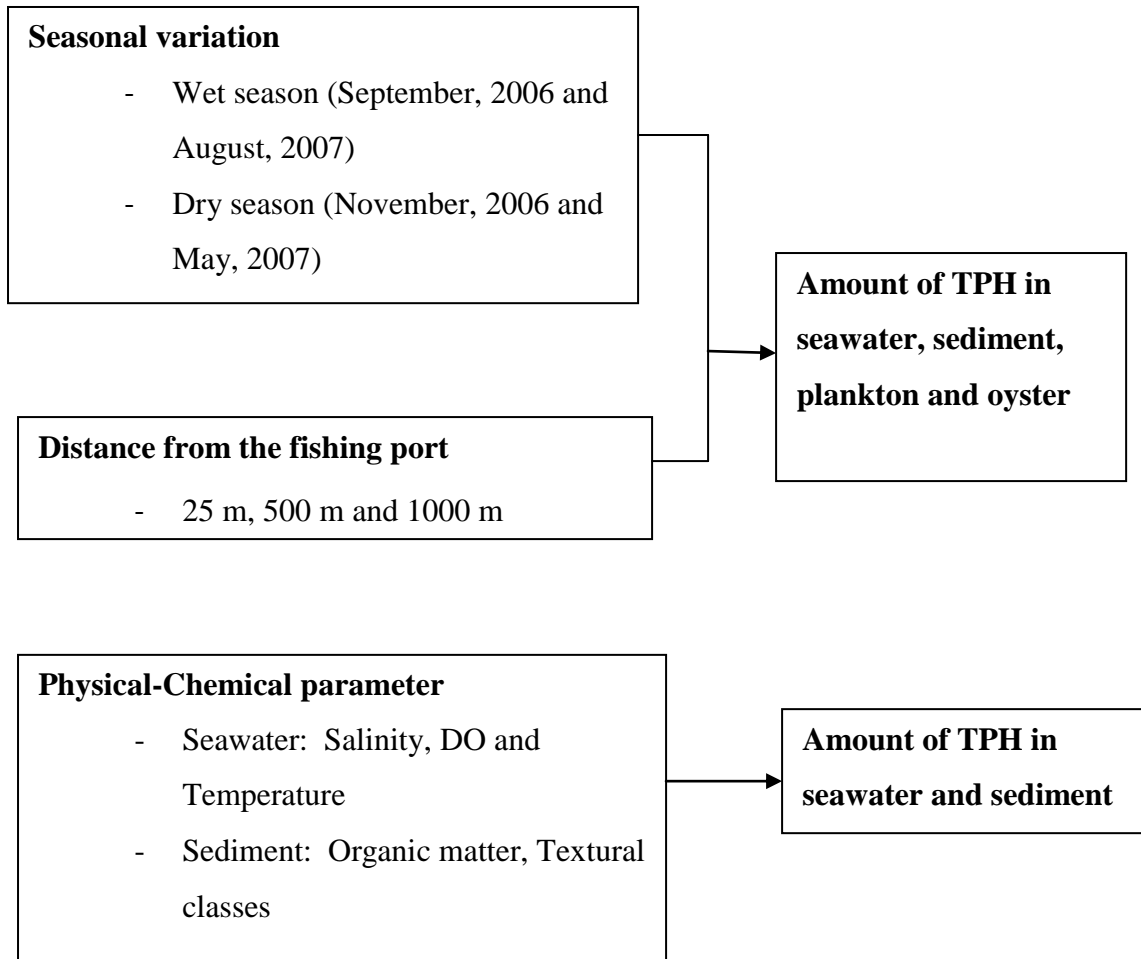 Seasonal variation
- Wet season (September, 2006 and
August, 2007)
- Dry season (November, 2006 and
May, 2007)
Amount of TPH in
seawater, sediment,
plankton and oyster
Distance from the fishing port
- 25 m, 500 m and 1000 m
Physical-Chemical parameter
- Seawater: Salinity, DO and
Temperature
- Sediment: Organic matter, Textural
classes
Amount of TPH in
seawater and sediment